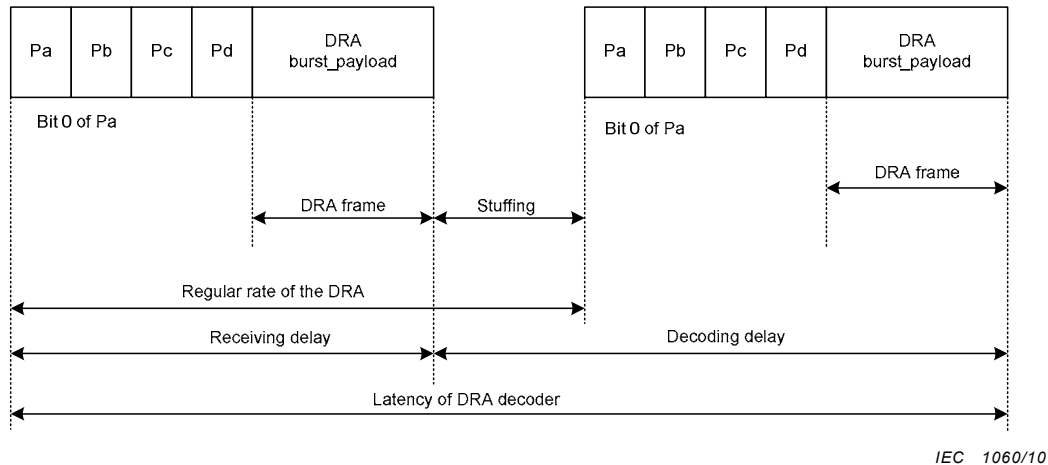 Pa Pb Pc Pd DRA burst_payload Pa Pb Pc Pd DRA burst_payload
Bit 0 of Pa Bit 0 of Pa
DRA frame
DRA frame Stuffing
Regular rate of the DRA
Receiving delay Decoding delay
Latency of DRA decoder
IEC 1060/10